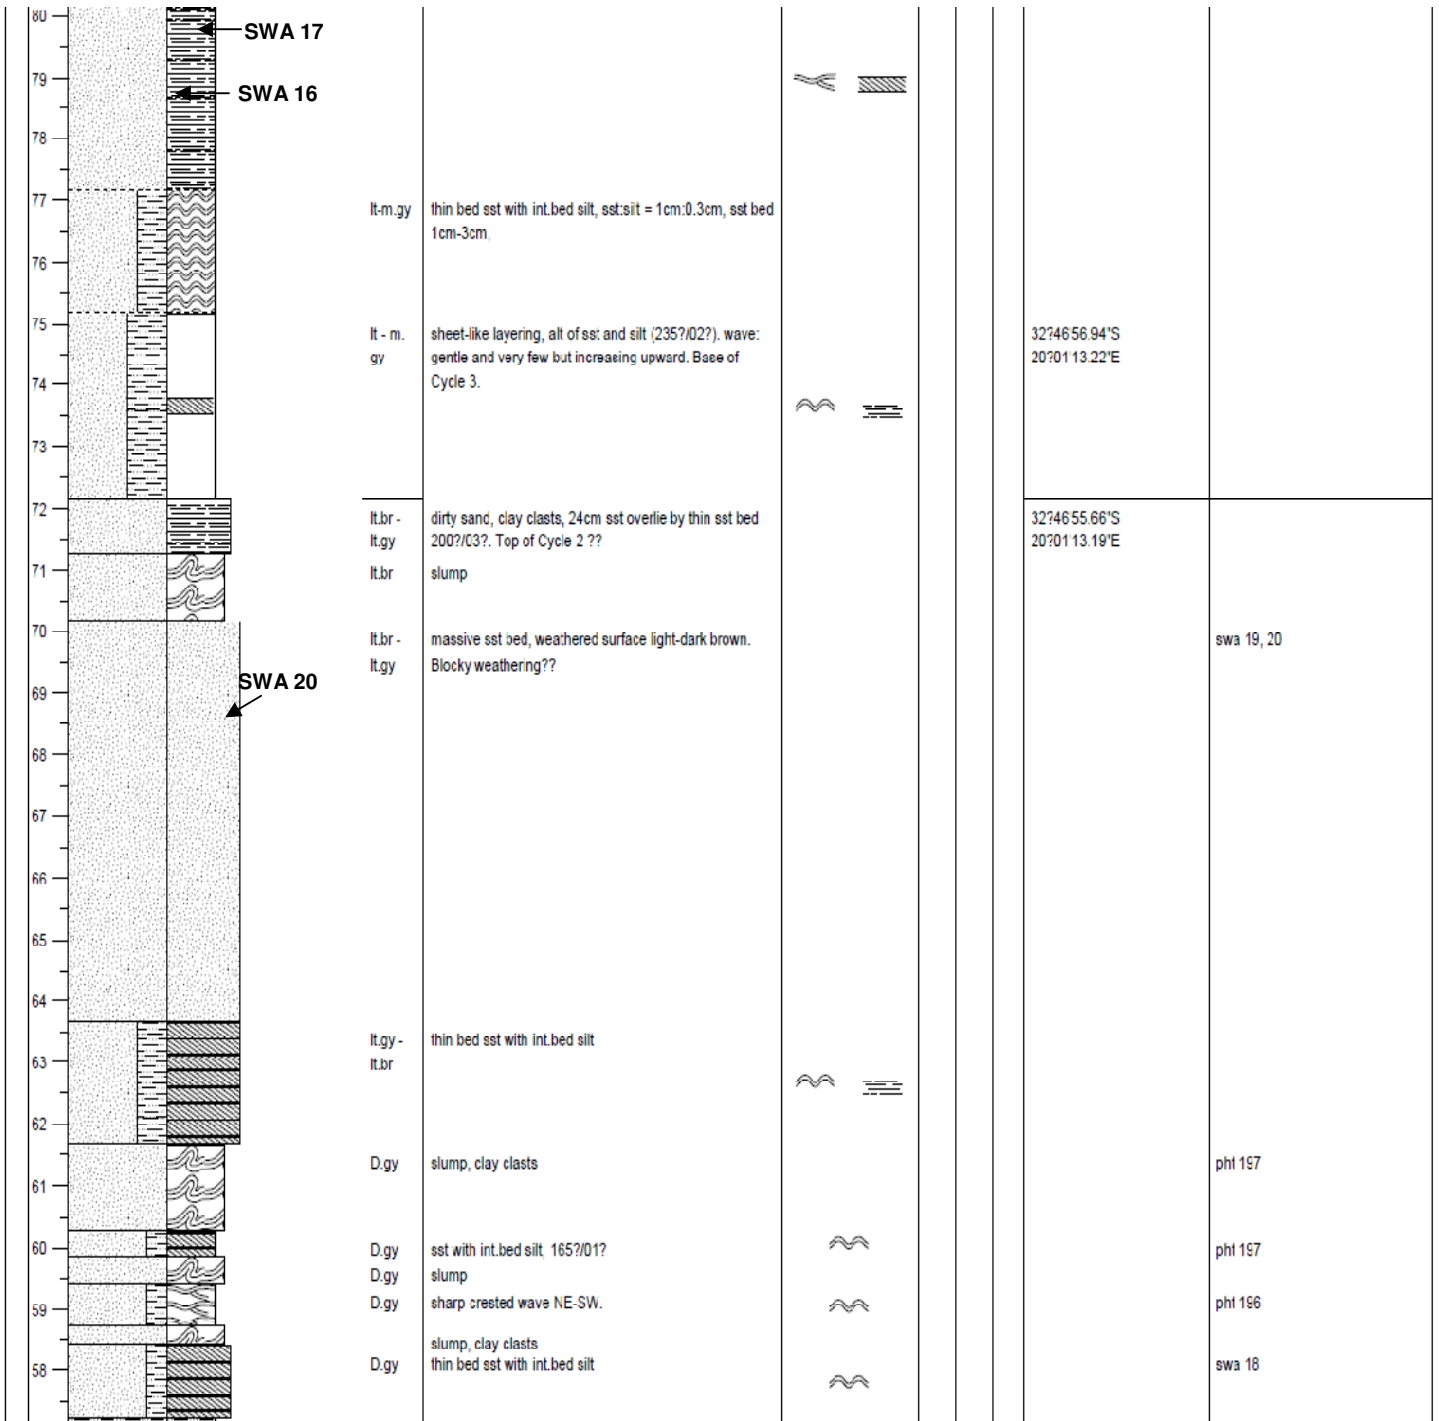 80
SWA 17
79
SWA 16
78
77
lt-m.gy thin bed sst with int.bed silt, sst:silt = 1cm:0.3cm, sst bed
1cm-3cm.
76
75
lt - m. sheet-like layering, alt of sst and silt (235?/02?). wave: 32?46 56.94"S
gy gentle and very few but increasing upward. Base of 20?01 13.22"E
74
Cycle 3.
73
72
lt.br - dirty sand, clay clasts, 24cm sst overlie by thin sst bed 32?46 55.66"S
lt.gy 200?/03?. Top of Cycle 2 ?? 20?01 13.19"E
71
lt.br slump
70
lt.br - massive sst bed, weathered surface light-dark brown. swa 19, 20
lt.gy Blocky weathering??
69
SWA 20
68
67
66
65
64
lt.gy - thin bed sst with int.bed silt
63
lt.br
62
D.gy slump, clay clasts pht 197
61
60
D.gy sst with int.bed silt 165?/01? pht 197
D.gy slump
59
D.gy sharp crested wave NE-SW. pht 196
slump, clay clasts
58
D.gy thin bed sst with int.bed silt swa 18